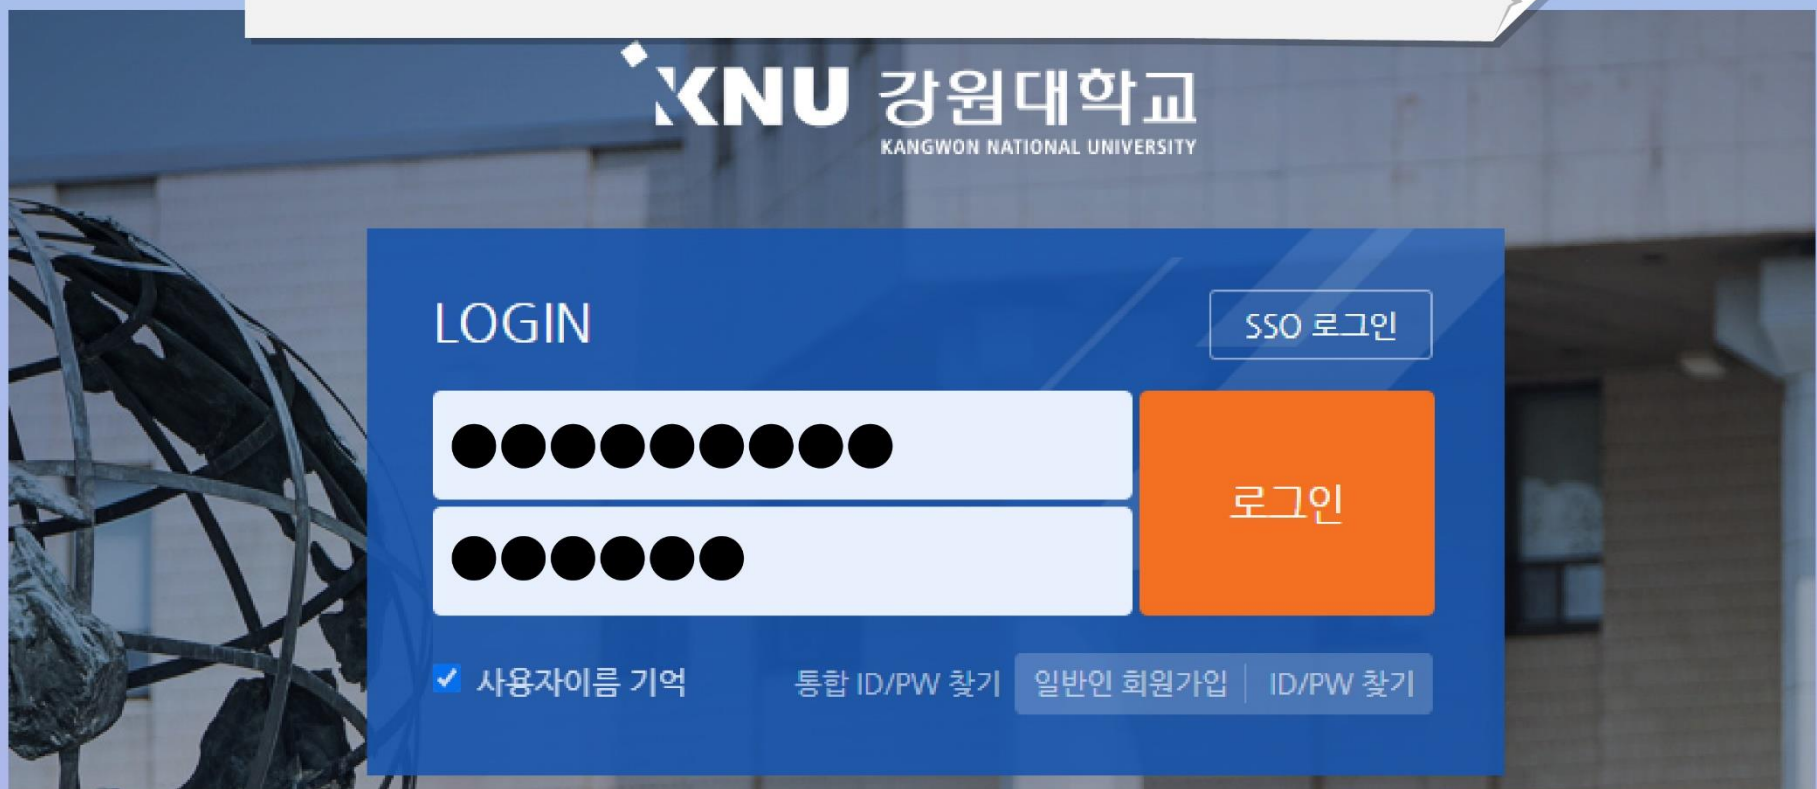 KNU 강원대학교
KANGWON NATIONAL UNIVERSITY
LOGIN
SSO 로그인
●●●●●●●●●
로그인
●●●●●●
사용자이름 기억 통합 ID/PW 찾기 일반인 회원가입 ID/PW 찾기